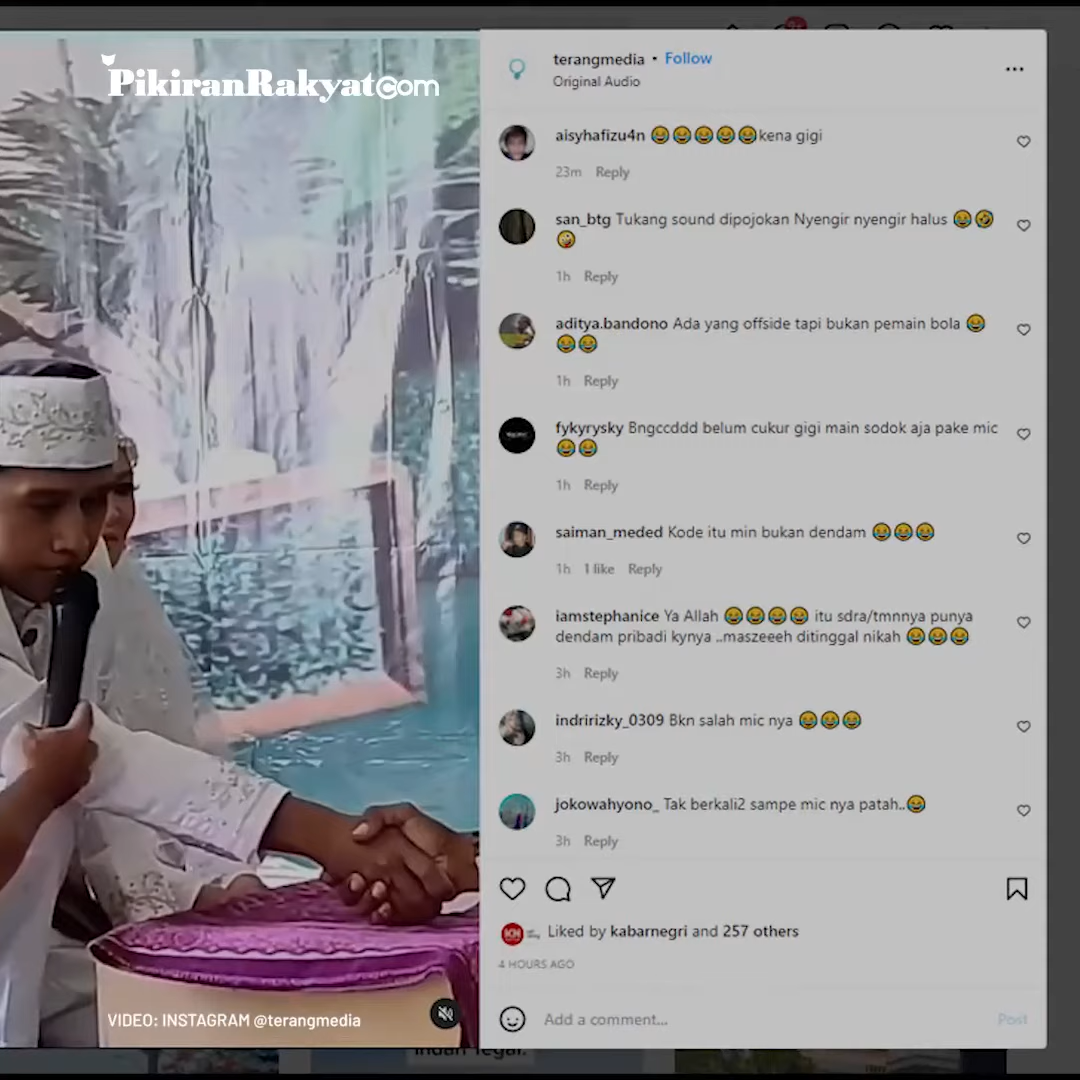 PikiranRakyatcom
terangmedia • Follow
Original Audio
aisyhafizu4n 😂😂😂😂😂kena gigi
23m Reply
san_btg Tukang sound dipojokan Nyengir nyengir halus 😂🤣
🤪
1h Reply
aditya.bandono Ada yang offside tapi bukan pemain bola 😂
😂😂
1h Reply
fykyrysky Bngccddd belum cukur gigi main sodok aja pake mic
😂😂
1h Reply
saiman_meded Kode itu min bukan dendam 😂😂😂
1h 1 like Reply
iamstephanice Ya Allah 😂😂😂😂 itu sdra/tmnnya punya
dendam pribadi kynya ..maszeeeh ditinggal nikah 😂😂😂
3h Reply
indririzky_0309 Bkn salah mic nya 😂😂😂
3h Reply
jokowahyono_ Tak berkali2 sampe mic nya patah..😂
3h Reply
Liked by kabarnegri and 257 others
4 HOURS AGO
Add a comment... Post
VIDEO: INSTAGRAM @terangmedia